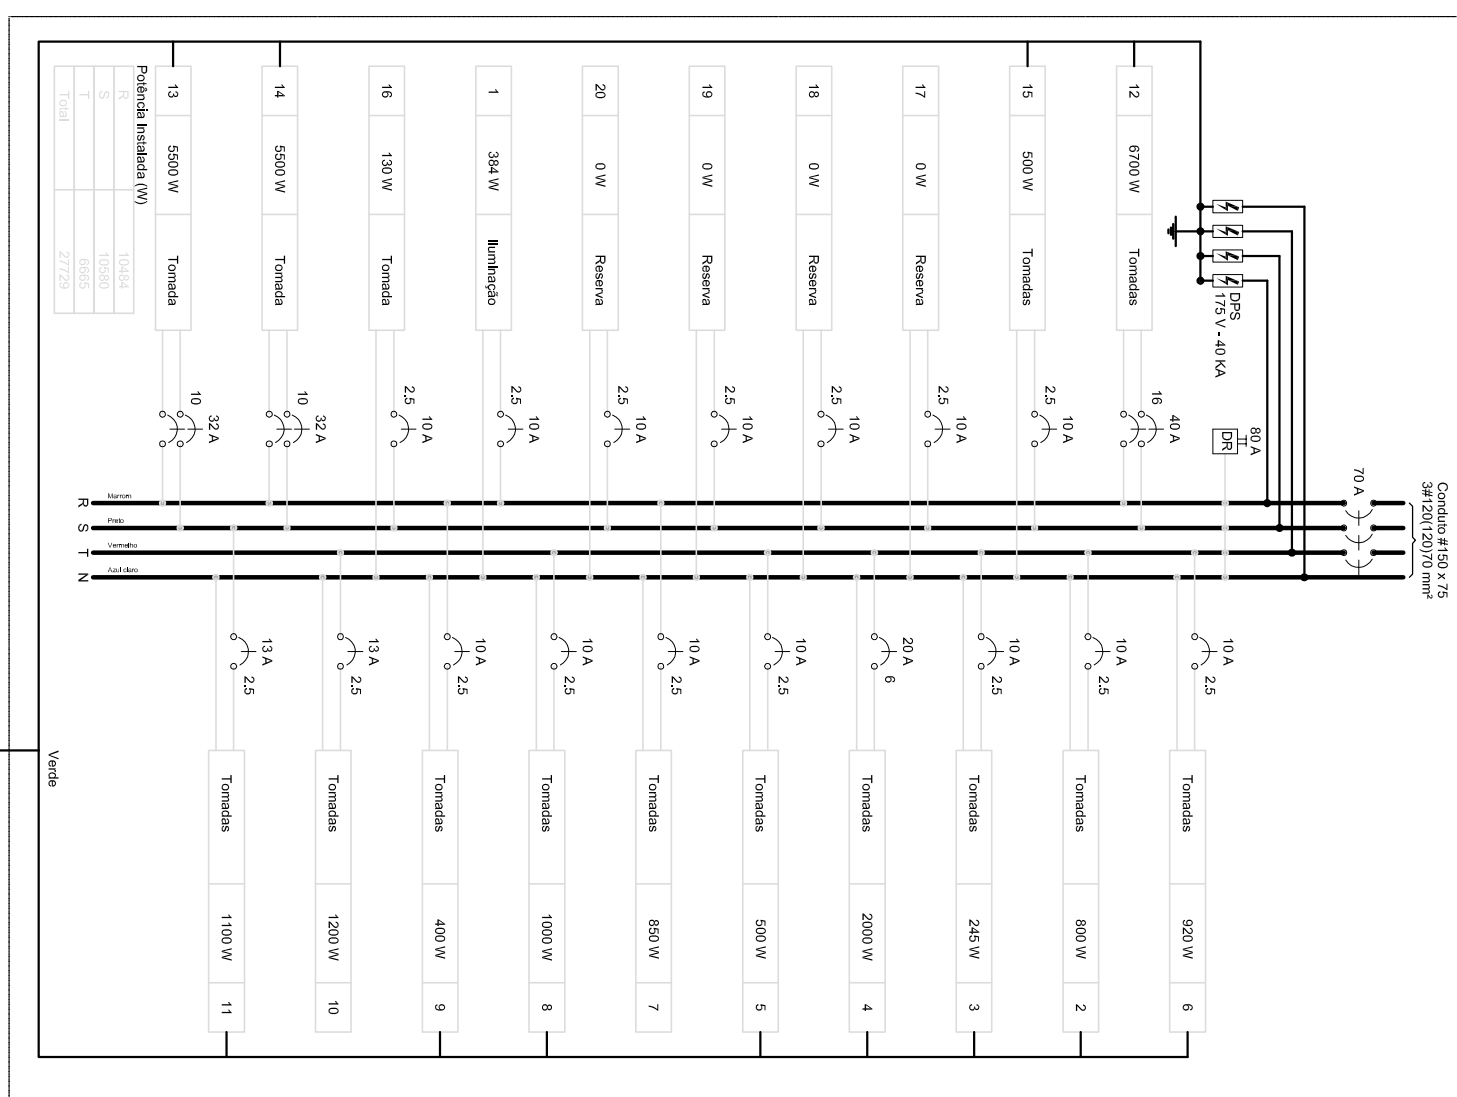 Conduto #150 x 75
3#120(120)70 mm²
70 A
80 A
DR
DPS
175 V - 40 KA
12
6700 W
Tomadas
16
40 A
15
500 W
Tomadas
2.5
10 A
17
0 W
Reserva
2.5
10 A
18
0 W
Reserva
2.5
10 A
19
0 W
Reserva
2.5
10 A
20
0 W
Reserva
2.5
10 A
1
384 W
Iluminação
2.5
10 A
16
130 W
Tomada
2.5
10 A
14
5500 W
Tomada
10
32 A
13
5500 W
Tomada
10
32 A
Potência Instalada (W)
R 10484
S 10580
T 6665
Total 27729
R Marrom
S Preto
T Vermelho
N Azul claro
10 A
2.5
Tomadas
920 W
6
10 A
2.5
Tomadas
800 W
2
10 A
2.5
Tomadas
245 W
3
20 A
6
Tomadas
2000 W
4
10 A
2.5
Tomadas
500 W
5
10 A
2.5
Tomadas
850 W
7
10 A
2.5
Tomadas
1000 W
8
10 A
2.5
Tomadas
400 W
9
13 A
2.5
Tomadas
1200 W
10
13 A
2.5
Tomadas
1100 W
11
Verde